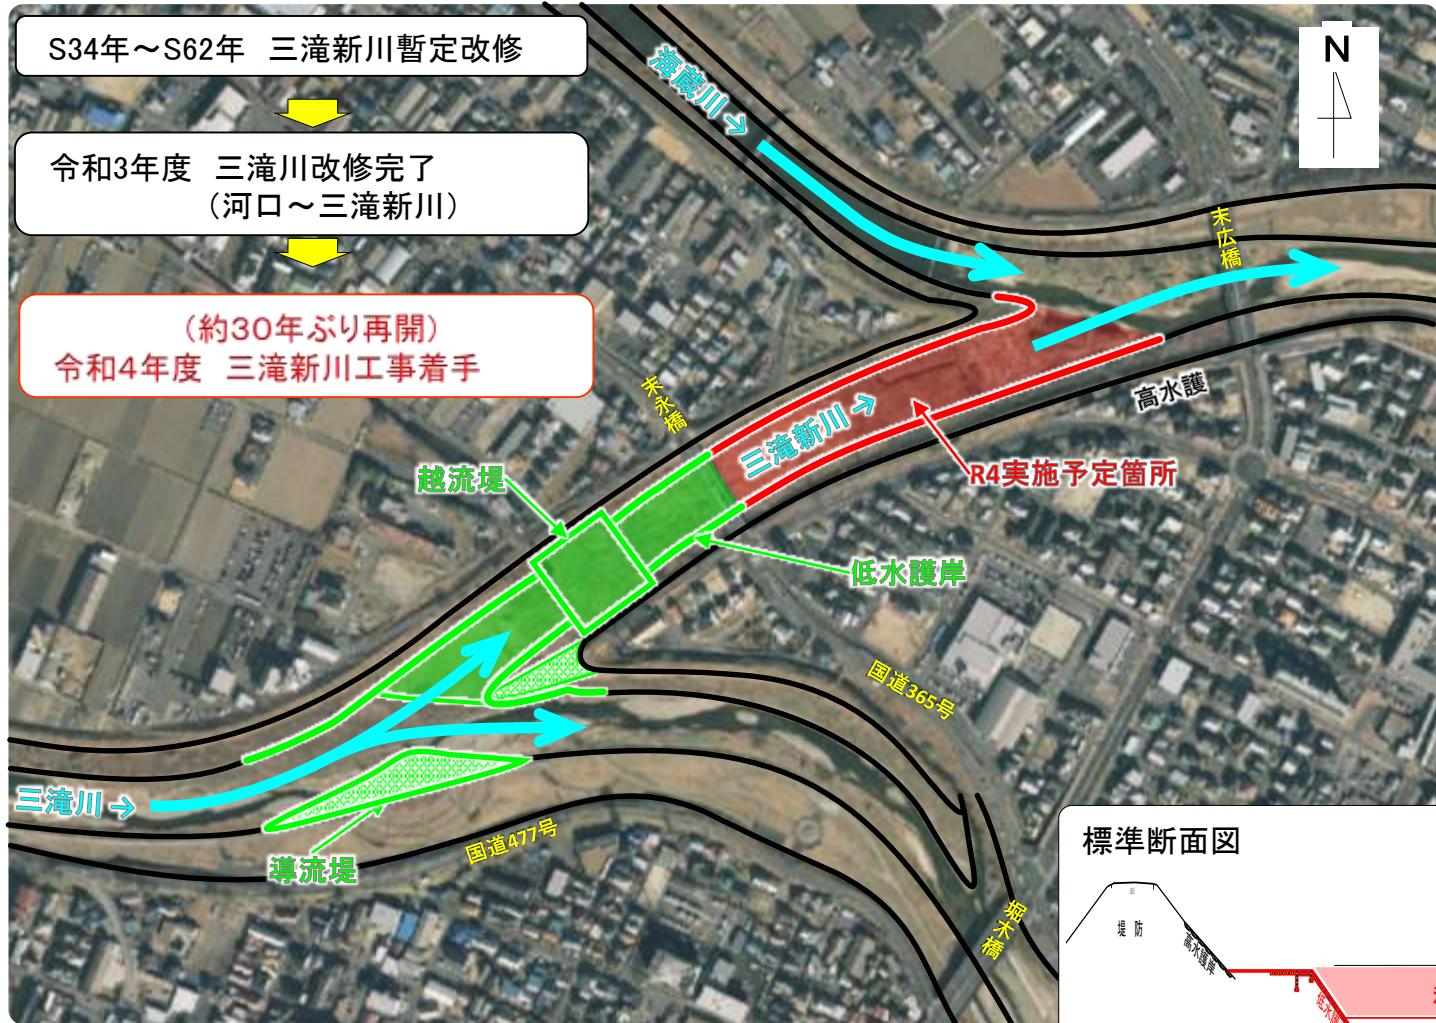 S34年～S62年 三滝新川暫定改修
令和3年度 三滝川改修完了
（河口～三滝新川）
（約30年ぶり再開）
令和4年度 三滝新川工事着手
N
海蔵川→
末広橋
高水護
末永橋
三滝新川→
R4実施予定箇所
越流堤
低水護岸
国道365号
三滝川→
導流堤
国道477号
堀木橋
標準断面図
堤防
高水護岸